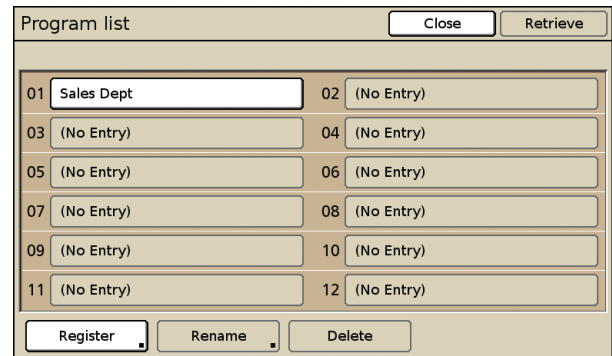 Program list Close Retrieve
01 Sales Dept 02 (No Entry)
03 (No Entry) 04 (No Entry)
05 (No Entry) 06 (No Entry)
07 (No Entry) 08 (No Entry)
09 (No Entry) 10 (No Entry)
11 (No Entry) 12 (No Entry)
Register Rename Delete